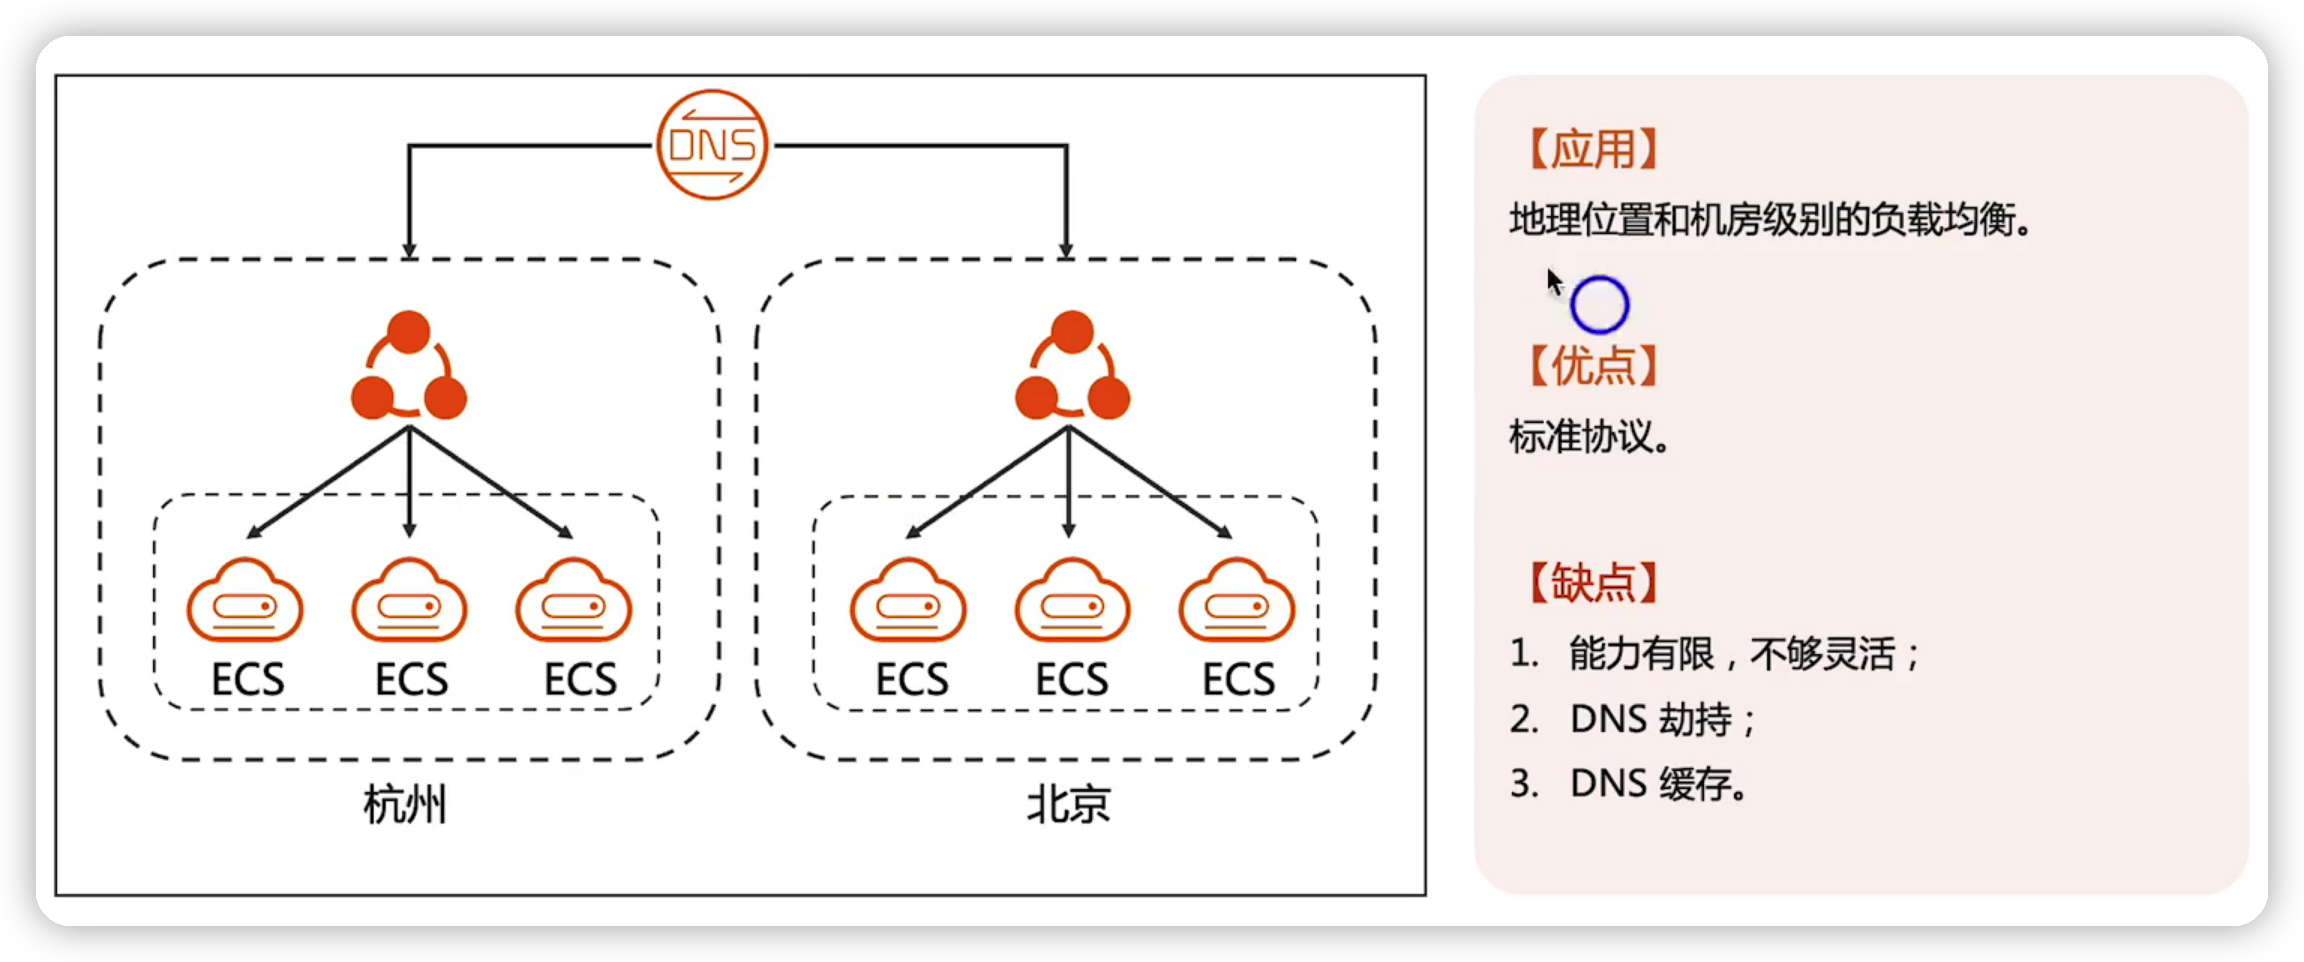 DNS
ECS ECS ECS ECS ECS ECS
杭州 北京
【应用】
地理位置和机房级别的负载均衡。
【优点】
标准协议。
【缺点】
1. 能力有限，不够灵活；
2. DNS 劫持；
3. DNS 缓存。